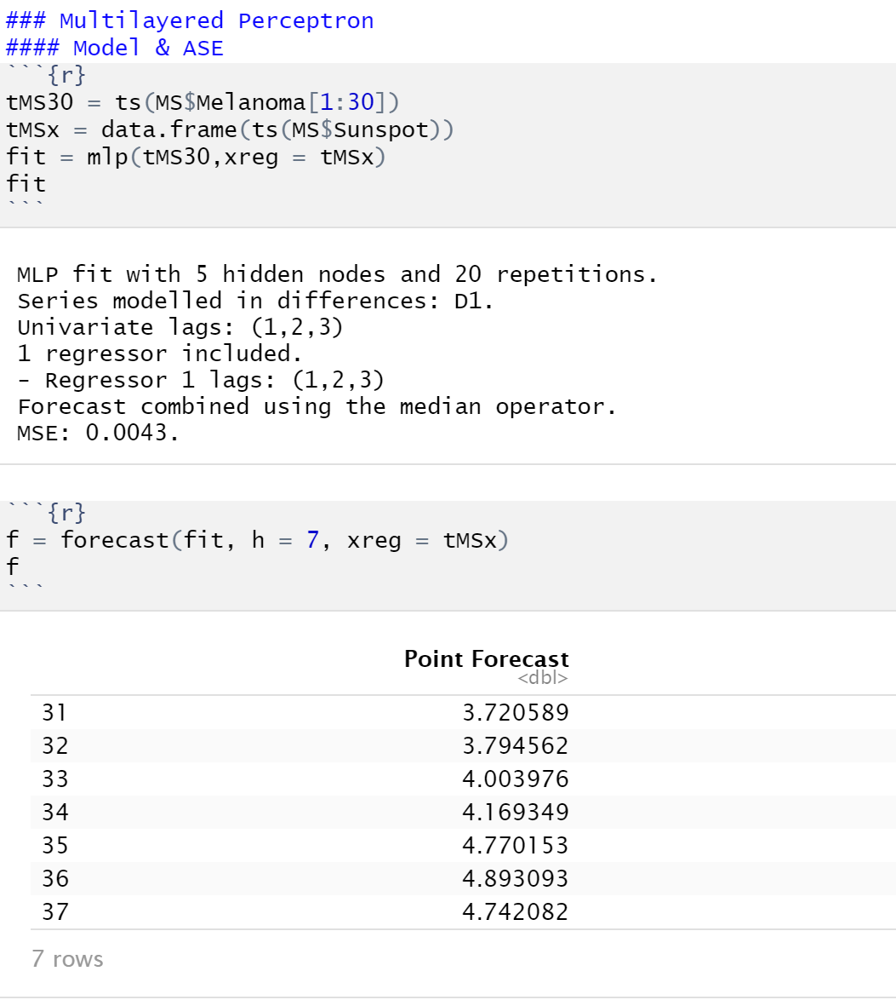 ### Multilayered Perceptron
#### Model & ASE
```{r}
tMS30 = ts(MS$Melanoma[1:30])
tMSx = data.frame(ts(MS$Sunspot))
fit = mlp(tMS30,xreg = tMSx)
fit
```
MLP fit with 5 hidden nodes and 20 repetitions.
Series modelled in differences: D1.
Univariate lags: (1,2,3)
1 regressor included.
- Regressor 1 lags: (1,2,3)
Forecast combined using the median operator.
MSE: 0.0043.
```{r}
f = forecast(fit, h = 7, xreg = tMSx)
f
```
Point Forecast
<dbl>
31 3.720589
32 3.794562
33 4.003976
34 4.169349
35 4.770153
36 4.893093
37 4.742082
7 rows